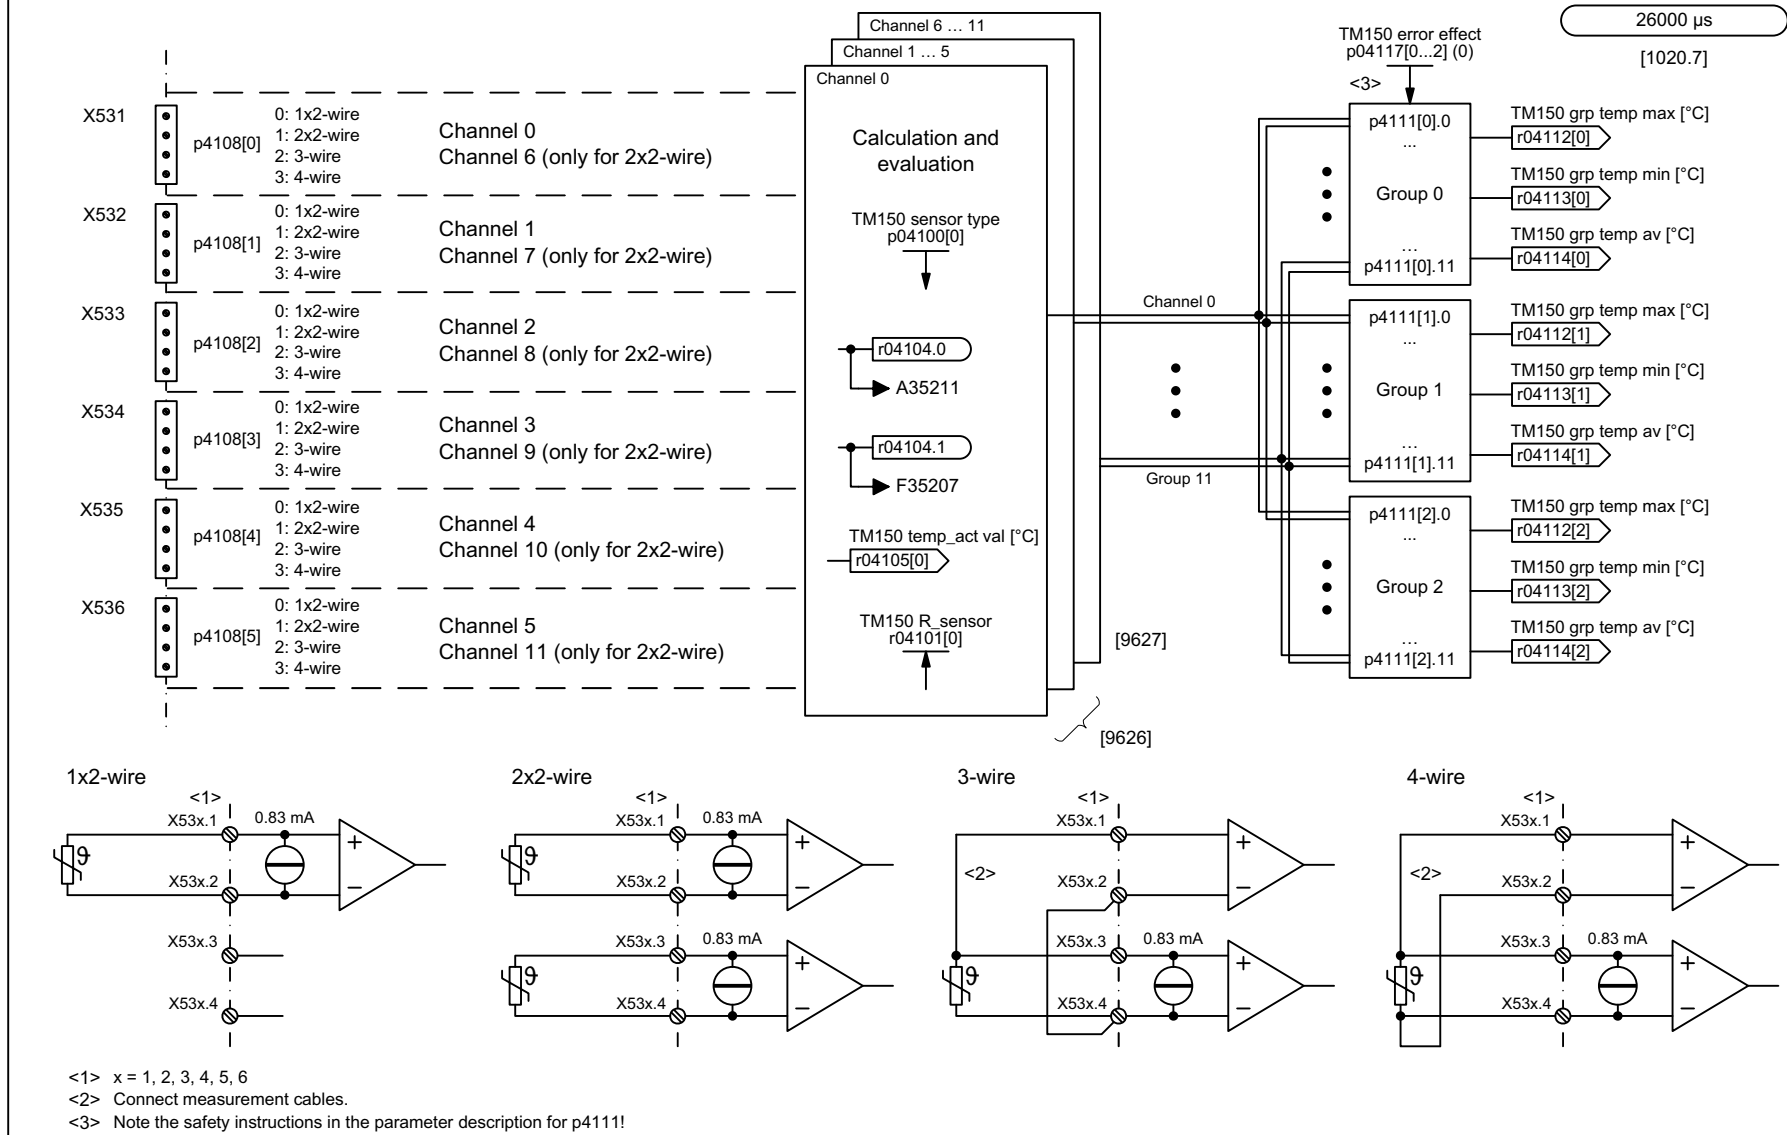 26000 µs
[1020.7]
Channel 6 … 11
Channel 1 … 5
Channel 0
Calculation and
evaluation
TM150 sensor type
p04100[0]
r04104.0
A35211
r04104.1
F35207
TM150 temp_act val [°C]
r04105[0]
TM150 R_sensor
r04101[0]
[9627]
[9626]
X531
p4108[0]
0: 1x2-wire
1: 2x2-wire
2: 3-wire
3: 4-wire
Channel 0
Channel 6 (only for 2x2-wire)
X532
p4108[1]
0: 1x2-wire
1: 2x2-wire
2: 3-wire
3: 4-wire
Channel 1
Channel 7 (only for 2x2-wire)
X533
p4108[2]
0: 1x2-wire
1: 2x2-wire
2: 3-wire
3: 4-wire
Channel 2
Channel 8 (only for 2x2-wire)
X534
p4108[3]
0: 1x2-wire
1: 2x2-wire
2: 3-wire
3: 4-wire
Channel 3
Channel 9 (only for 2x2-wire)
X535
p4108[4]
0: 1x2-wire
1: 2x2-wire
2: 3-wire
3: 4-wire
Channel 4
Channel 10 (only for 2x2-wire)
X536
p4108[5]
0: 1x2-wire
1: 2x2-wire
2: 3-wire
3: 4-wire
Channel 5
Channel 11 (only for 2x2-wire)
Channel 0
Group 11
TM150 error effect
p04117[0...2] (0)
<3>
p4111[0].0
...
Group 0
...
p4111[0].11
TM150 grp temp max [°C]
r04112[0]
TM150 grp temp min [°C]
r04113[0]
TM150 grp temp av [°C]
r04114[0]
p4111[1].0
...
Group 1
...
p4111[1].11
TM150 grp temp max [°C]
r04112[1]
TM150 grp temp min [°C]
r04113[1]
TM150 grp temp av [°C]
r04114[1]
p4111[2].0
...
Group 2
...
p4111[2].11
TM150 grp temp max [°C]
r04112[2]
TM150 grp temp min [°C]
r04113[2]
TM150 grp temp av [°C]
r04114[2]
1x2-wire
<1>
X53x.1
0.83 mA
+
ϑ
X53x.2
−
X53x.3
X53x.4
2x2-wire
<1>
X53x.1
0.83 mA
+
ϑ
X53x.2
−
X53x.3
0.83 mA
+
ϑ
X53x.4
−
3-wire
<1>
X53x.1
+
<2>
X53x.2
−
X53x.3
0.83 mA
+
ϑ
X53x.4
−
4-wire
<1>
X53x.1
+
<2>
X53x.2
−
X53x.3
0.83 mA
+
ϑ
X53x.4
−
<1> x = 1, 2, 3, 4, 5, 6
<2> Connect measurement cables.
<3> Note the safety instructions in the parameter description for p4111!